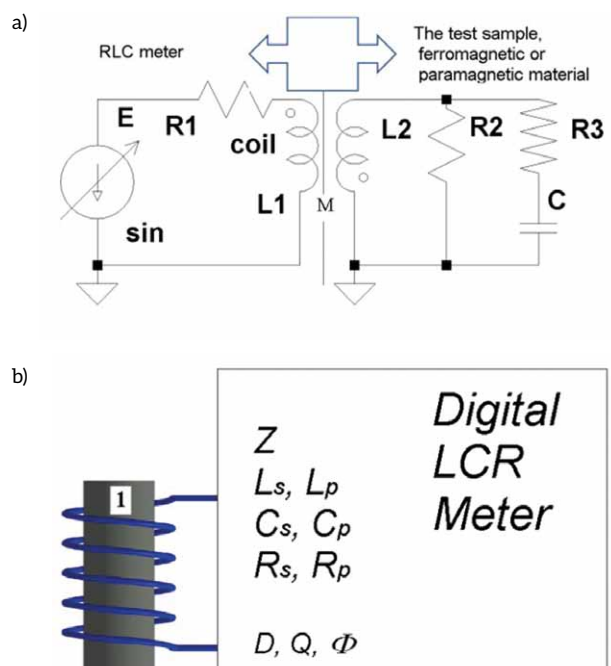 a)
RLC meter
The test sample,
ferromagnetic or
paramagnetic material
E
R1
coil
L1
M
L2
R2
R3
C
sin
b)
Digital
LCR
Meter
Z
Ls, Lp
Cs, Cp
Rs, Rp
D, Q, Φ
1